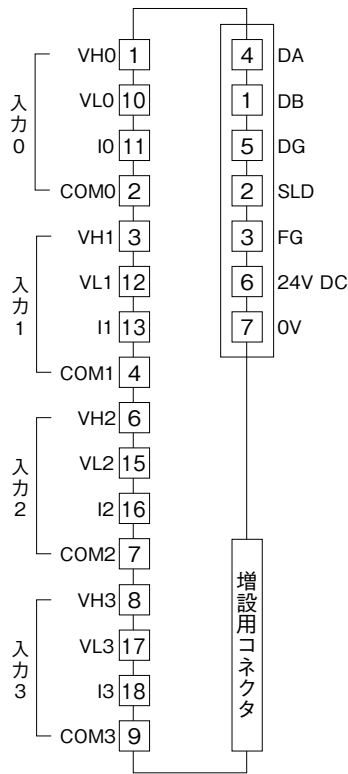 入力0
VH0 1
VL0 10
I0 11
COM0 2
入力1
VH1 3
VL1 12
I1 13
COM1 4
入力2
VH2 6
VL2 15
I2 16
COM2 7
入力3
VH3 8
VL3 17
I3 18
COM3 9
4 DA
1 DB
5 DG
2 SLD
3 FG
6 24V DC
7 0V
増設用コネクタ